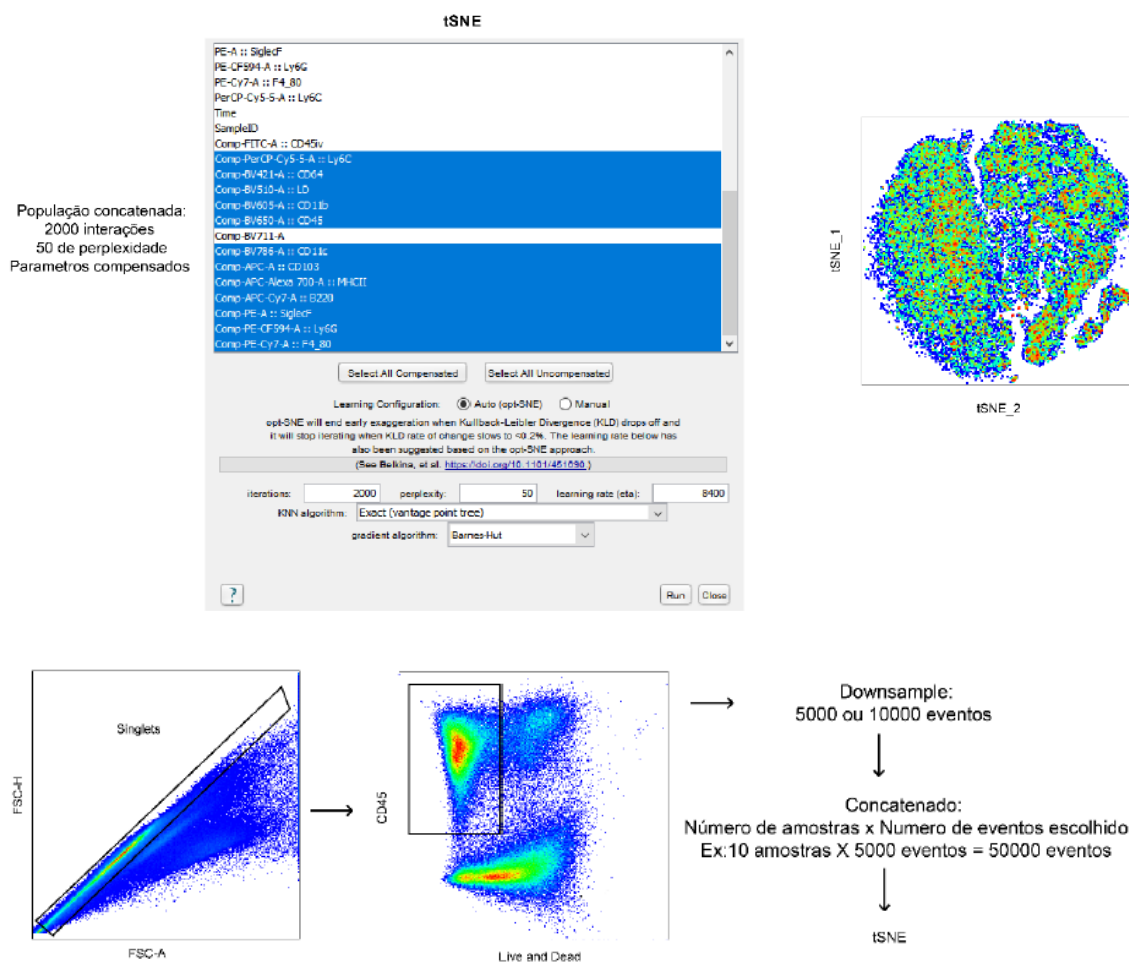 tSNE
PE-A :: SiglecF
PE-CF594-A :: Ly6G
PE-Cy7-A :: F4_80
PerCP-Cy5-5-A :: Ly6C
Time
SampleID
Comp-FITC-A :: CD45iv
Comp-PerCP-Cy5-5-A :: Ly6C
Comp-BV421-A :: CD64
Comp-BV510-A :: LD
Comp-BV605-A :: CD11b
Comp-BV650-A :: CD45
Comp-BV711-A
Comp-BV786-A :: CD11c
Comp-APC-A :: CD103
Comp-APC-Alexa 700-A :: MHCII
Comp-APC-Cy7-A :: B220
Comp-PE-A :: SiglecF
Comp-PE-CF594-A :: Ly6G
Comp-PE-Cy7-A :: F4_80
População concatenada:
2000 interações
50 de perplexidade
Parametros compensados
Select All Compensated Select All Uncompensated
Learning Configuration: Auto (opt-SNE) Manual
opt-SNE will end early exaggeration when Kullback-Leibler Divergence (KLD) drops off and
it will stop iterating when KLD rate of change slows to <0.2%. The learning rate below has
also been suggested based on the opt-SNE approach.
(See Belkina, et al. https://doi.org/10.1101/451690.)
iterations: 2000 perplexity: 50 learning rate (eta): 8400
KNN algorithm: Exact (vantage point tree)
gradient algorithm: Barnes-Hut
? Run Close
tSNE_1
tSNE_2
Singlets
FSC-H
FSC-A
CD45
Live and Dead
Downsample:
5000 ou 10000 eventos
Concatenado:
Número de amostras x Numero de eventos escolhido
Ex:10 amostras X 5000 eventos = 50000 eventos
tSNE